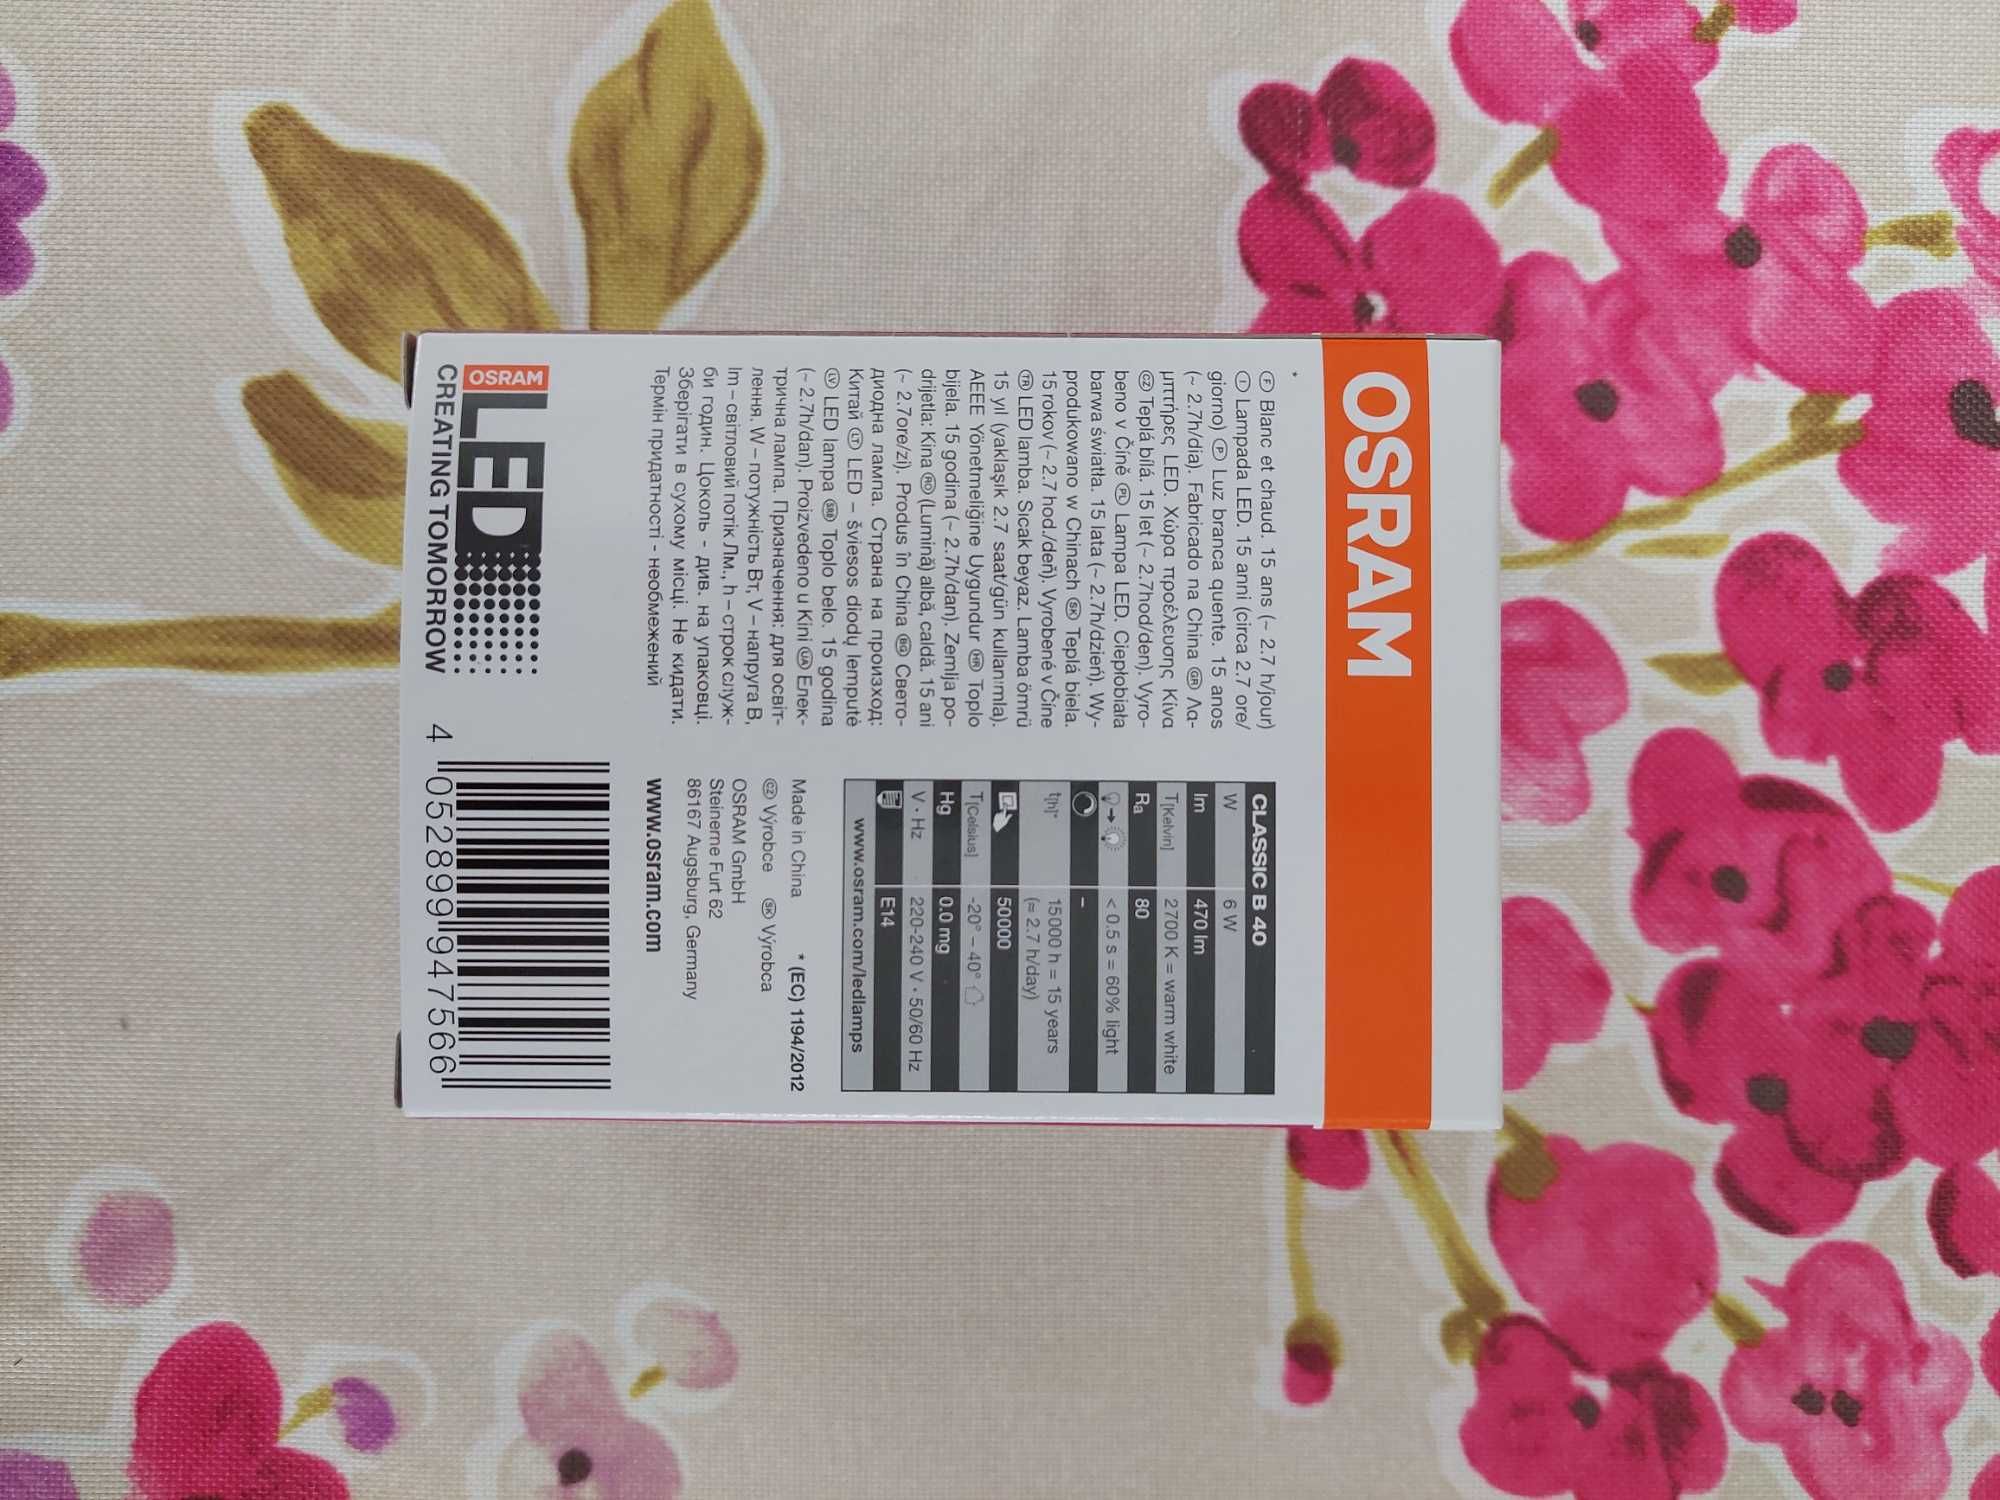 OSRAM
*
Ⓕ Blanc et chaud. 15 ans (~ 2.7 h/jour)
Ⓘ Lampada LED. 15 anni (circa 2.7 ore/
giorno) Ⓟ Luz branca quente. 15 anos
(~ 2.7h/dia). Fabricado na China (GR) Λα-
μπτήρες LED. Χώρα προέλευσης Κίνα
(CZ) Teplá bílá. 15 let (~ 2.7hod/den). Vyro-
beno v Číně (PL) Lampa LED. Ciepłobiała
barwa światła. 15 lata (~ 2.7h/dzień). Wy-
produkowano w Chinach (SK) Teplá biela.
15 rokov (~ 2.7 hod./deň). Vyrobené v Číne
(TR) LED lamba. Sıcak beyaz. Lamba ömrü
15 yıl (yaklaşık 2.7 saat/gün kullanımla).
AEEE Yönetmeliğine Uygundur (HR) Toplo
bijela. 15 godina (~ 2.7h/dan). Zemlja po-
drijetla: Kina (RO) (Lumină) albă, caldă. 15 ani
(~ 2.7ore/zi). Produs în China (BG) Свето-
диодна лампа. Страна на произход:
Китай (LT) LED – šviesos diodų lemputė
(LV) LED lampa (SRB) Toplo belo. 15 godina
(~ 2.7h/dan). Proizvedeno u Kini (UA) Елек-
трична лампа. Призначення: для освіт-
лення. W – потужність Вт, V – напруга В,
lm – світловий потік Лм., h – строк служ-
би годин. Цоколь - див. на упаковці.
Зберігати в сухому місці. Не кидати.
Термін придатності - необмежений
OSRAM
LED
CREATING TOMORROW
CLASSIC B 40
W 6 W
lm 470 lm
T[Kelvin] 2700 K = warm white
Ra 80
< 0.5 s = 60% light
–
t[h]* 15000 h = 15 years
(≈ 2.7 h/day)
50000
T[Celsius] -20° – 40°
Hg 0.0 mg
V · Hz 220-240 V · 50/60 Hz
E14
www.osram.com/ledlamps
Made in China * (EC) 1194/2012
(CZ) Výrobce (SK) Výrobca
OSRAM GmbH
Steinerne Furt 62
86167 Augsburg, Germany
www.osram.com
4 052899 947566